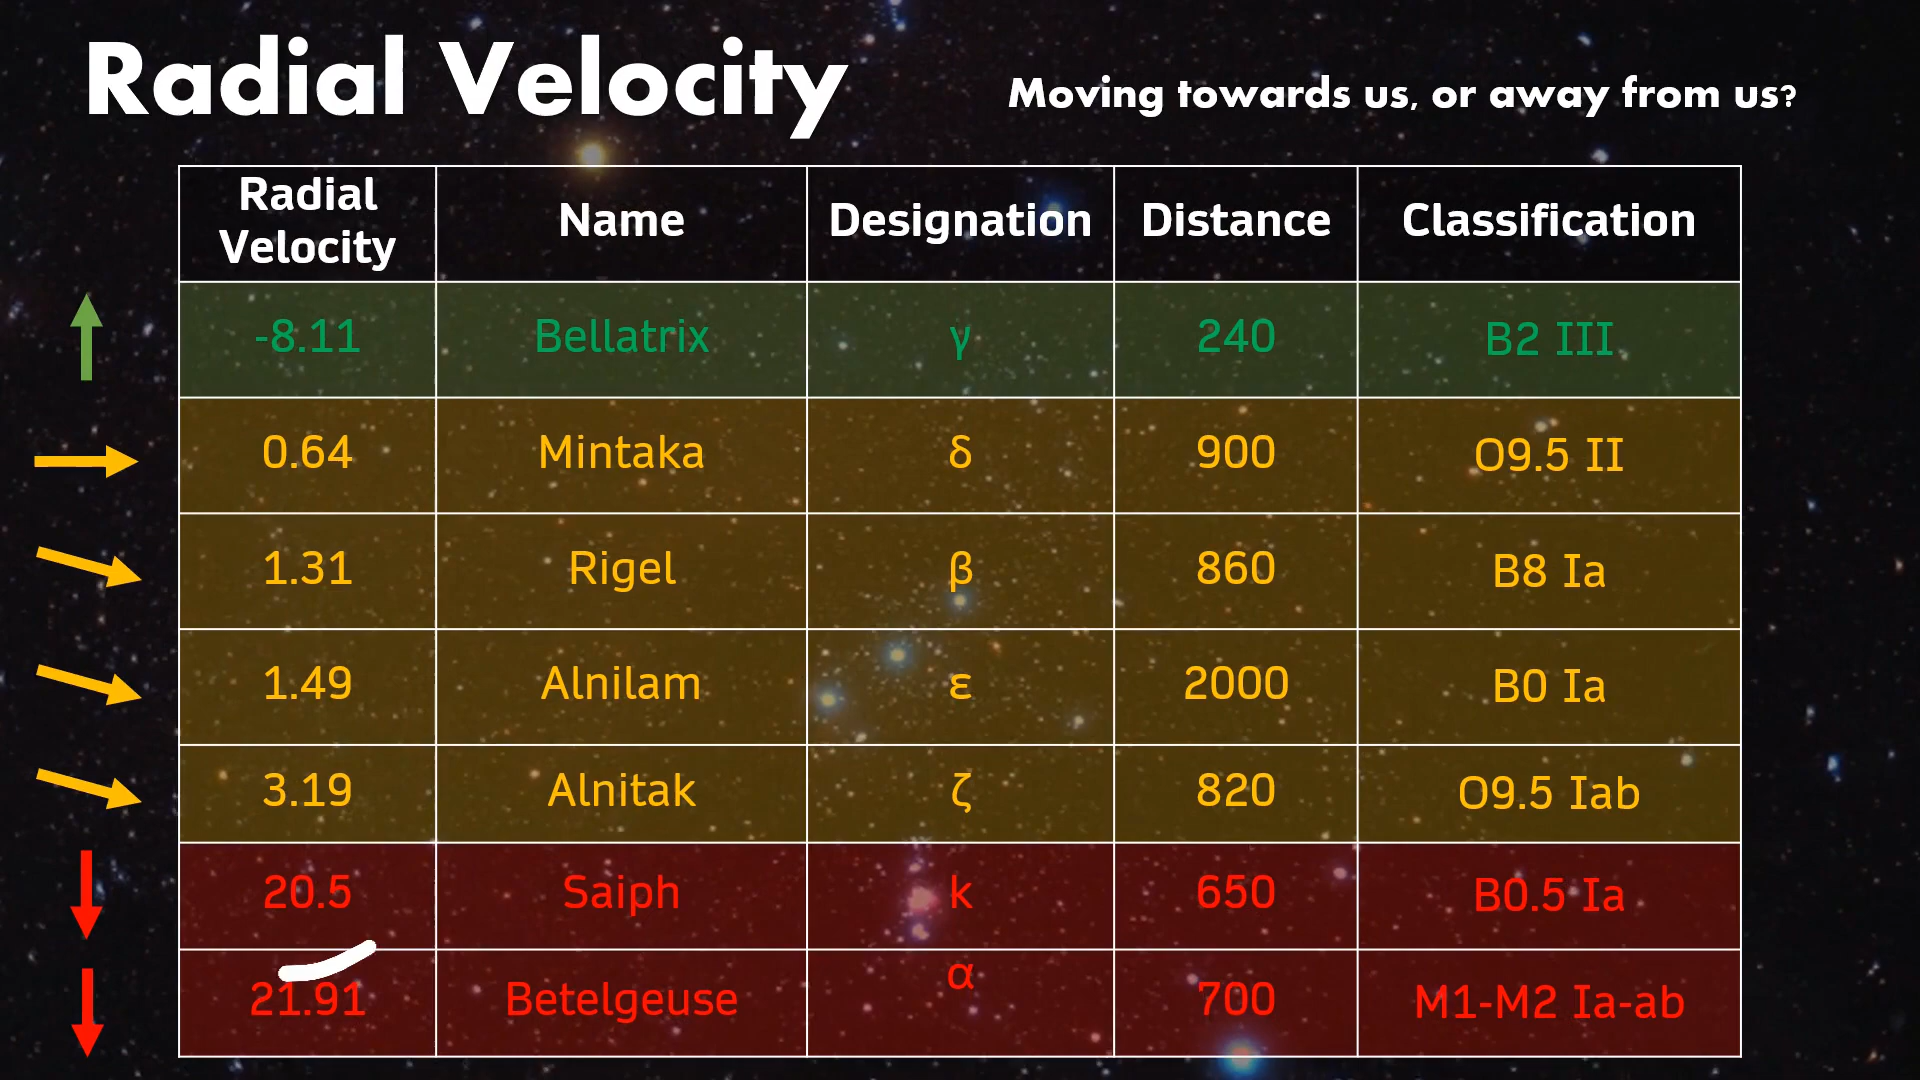 Radial Velocity
Moving towards us, or away from us?
Radial Velocity Name Designation Distance Classification
-8.11 Bellatrix γ 240 B2 III
0.64 Mintaka δ 900 O9.5 II
1.31 Rigel β 860 B8 Ia
1.49 Alnilam ε 2000 B0 Ia
3.19 Alnitak ζ 820 O9.5 Iab
20.5 Saiph k 650 B0.5 Ia
21.91 Betelgeuse α 700 M1-M2 Ia-ab